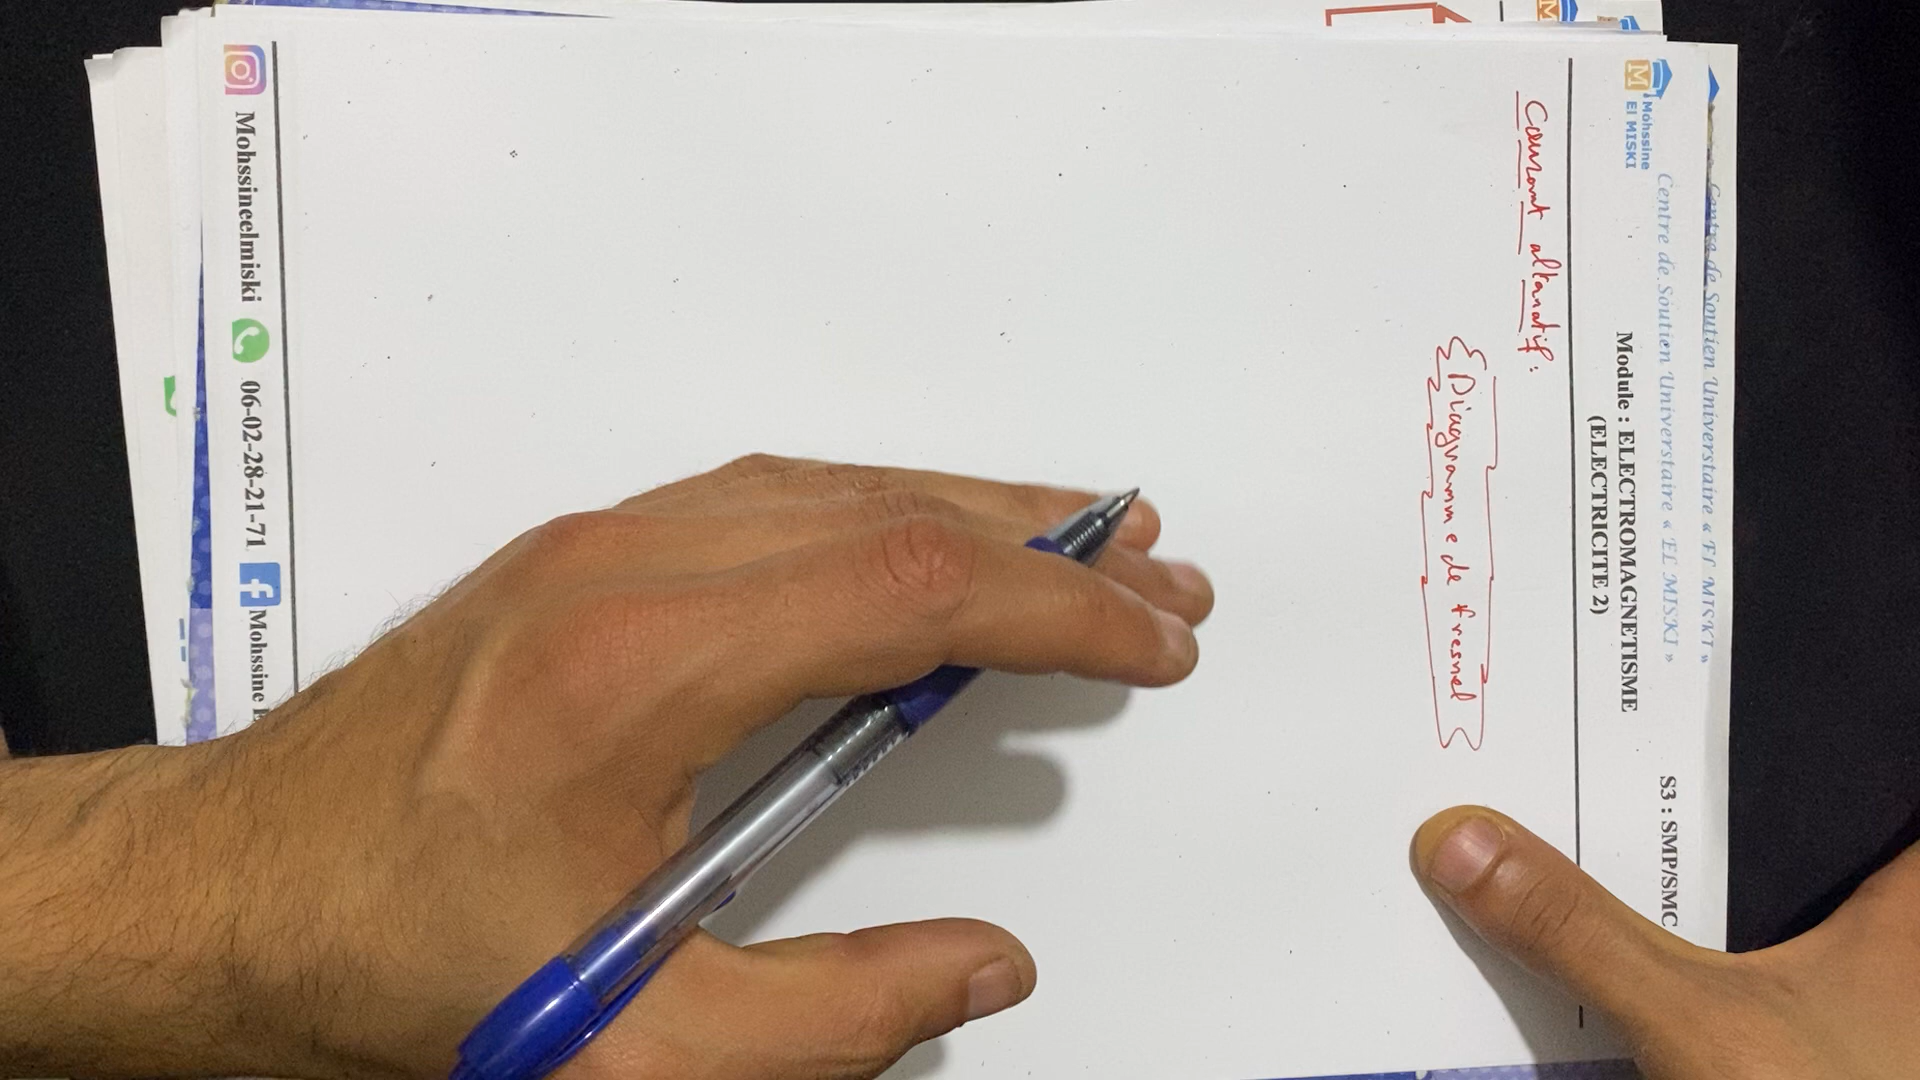 Centre de Soutien Universtaire « El MISKI »
Mohssine
El MISKI
Centre de Soutien Universtaire « EL MISKI »
S3 : SMP/SMC
Module : ELECTROMAGNETISME
(ELECTRICITE 2)
Courant altanatif:
Diagramme de fresnel
Mohssineelmiski 06-02-28-21-71 Mohssine